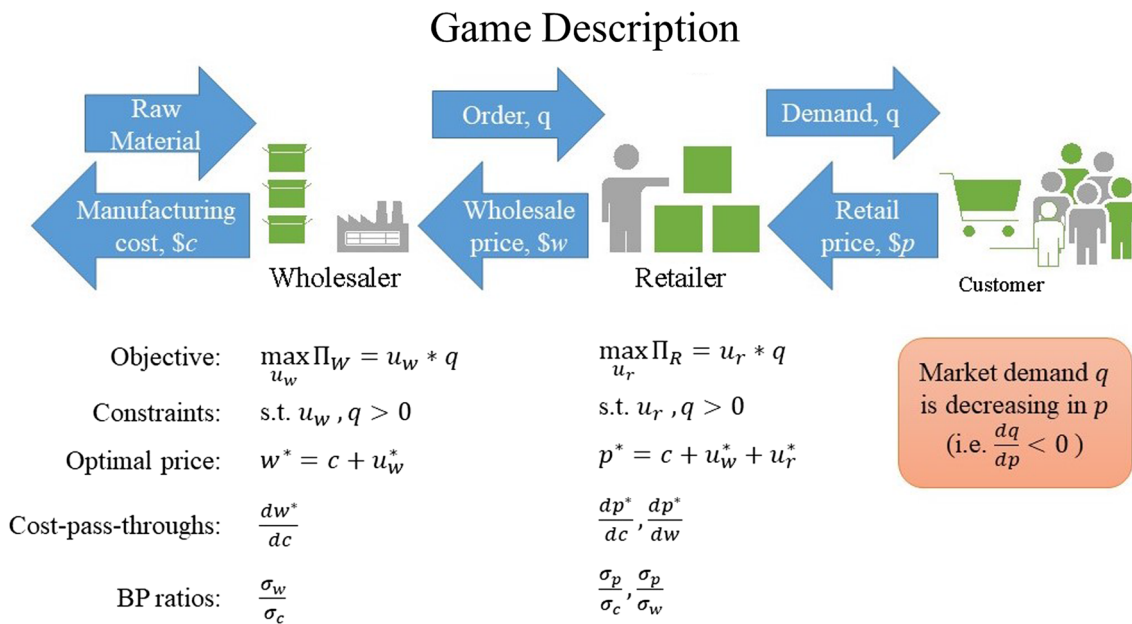 Game Description
Raw
Material
Order, q
Demand, q
Manufacturing
cost, $c
Wholesale
price, $w
Retail
price, $p
Wholesaler
Retailer
Customer
Objective: max Π_W = u_w * q max Π_R = u_r * q
u_w u_r
Constraints: s.t. u_w , q > 0 s.t. u_r , q > 0
Optimal price: w* = c + u_w* p* = c + u_w* + u_r*
Cost-pass-throughs: dw*/dc dp*/dc, dp*/dw
BP ratios: σ_w/σ_c σ_p/σ_c, σ_p/σ_w
Market demand q
is decreasing in p
(i.e. dq/dp < 0 )